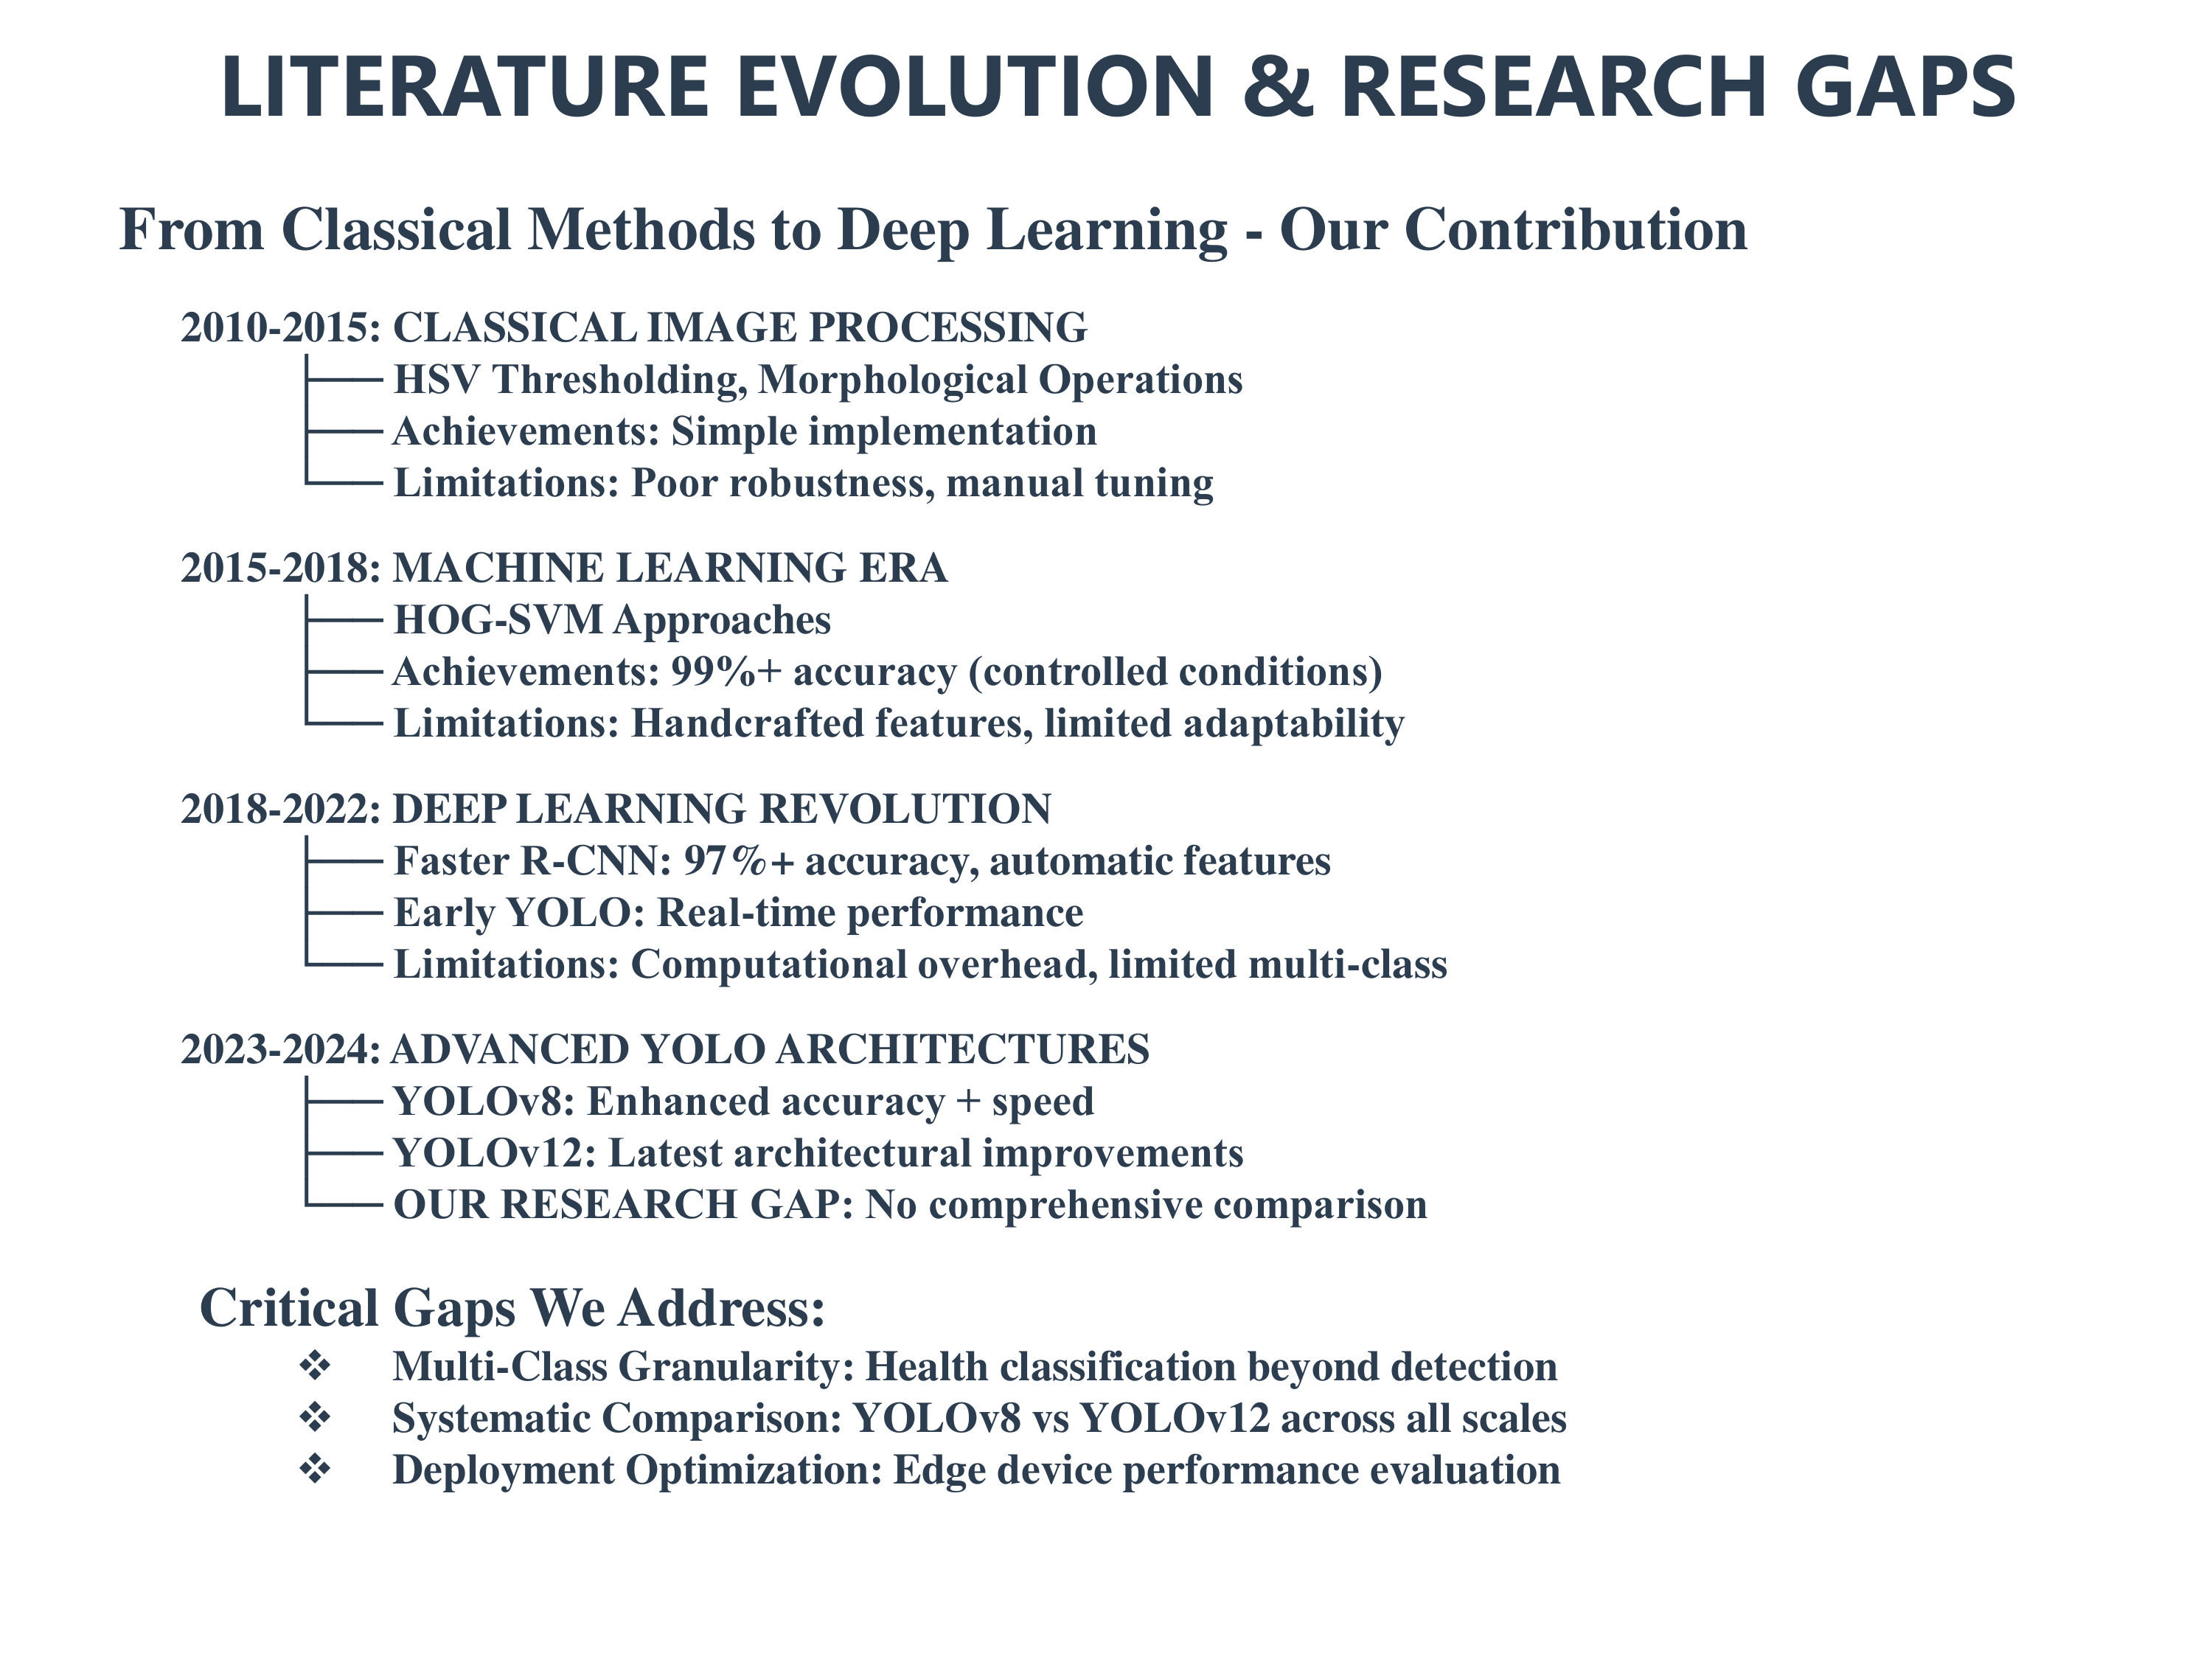 LITERATURE EVOLUTION & RESEARCH GAPS
From Classical Methods to Deep Learning - Our Contribution
2010-2015: CLASSICAL IMAGE PROCESSING
HSV Thresholding, Morphological Operations
Achievements: Simple implementation
Limitations: Poor robustness, manual tuning
2015-2018: MACHINE LEARNING ERA
HOG-SVM Approaches
Achievements: 99%+ accuracy (controlled conditions)
Limitations: Handcrafted features, limited adaptability
2018-2022: DEEP LEARNING REVOLUTION
Faster R-CNN: 97%+ accuracy, automatic features
Early YOLO: Real-time performance
Limitations: Computational overhead, limited multi-class
2023-2024: ADVANCED YOLO ARCHITECTURES
YOLOv8: Enhanced accuracy + speed
YOLOv12: Latest architectural improvements
OUR RESEARCH GAP: No comprehensive comparison
Critical Gaps We Address:
❖ Multi-Class Granularity: Health classification beyond detection
❖ Systematic Comparison: YOLOv8 vs YOLOv12 across all scales
❖ Deployment Optimization: Edge device performance evaluation